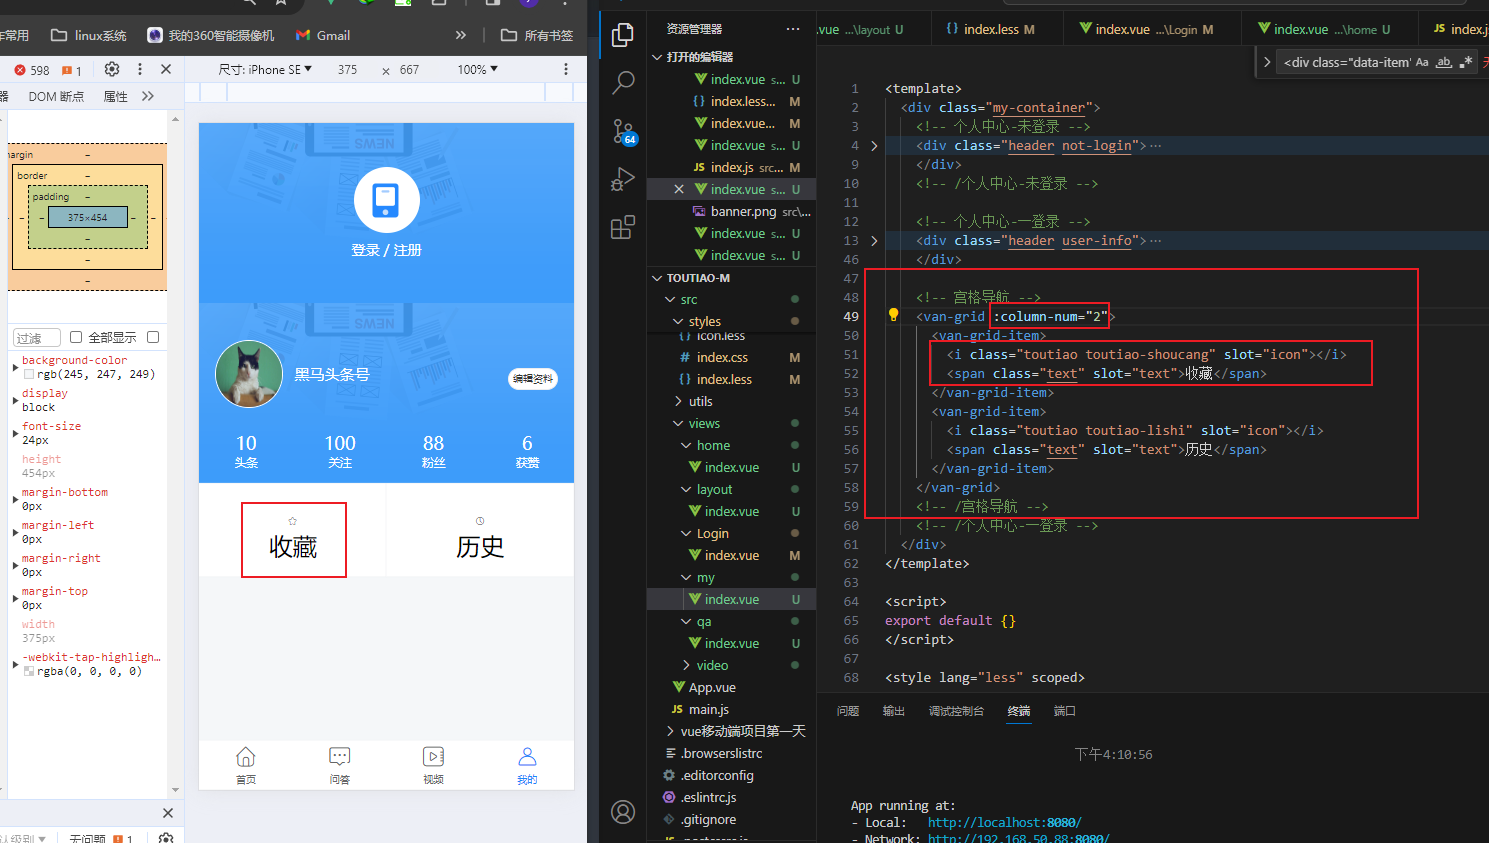 作常用
linux系统
我的360智能摄像机
Gmail
»
所有书签
598
1
尺寸: iPhone SE ▼
375
×
667
100% ▼
器
DOM 断点
属性
»
margin
–
border
–
padding
–
375×454
过滤
全部显示
background-color
rgb(245, 247, 249)
display
block
font-size
24px
height
454px
margin-bottom
0px
margin-left
0px
margin-right
0px
margin-top
0px
width
375px
-webkit-tap-highligh…
rgba(0, 0, 0, 0)
认级别 ▼
无问题
1
NEWS
登录 / 注册
NEWS
黑马头条号
编辑资料
10
100
88
6
头条
关注
粉丝
获赞
收藏
历史
首页
问答
视频
我的
资源管理器
···
打开的编辑器
index.vue s... U
index.less... M
index.vue... M
index.vue s... U
index.js src... M
index.vue s... U
banner.png src\...
index.vue s... U
index.vue s... U
TOUTIAO-M
src
styles
icon.less
index.css M
index.less M
utils
views
home
index.vue U
layout
index.vue U
Login
index.vue M
my
index.vue U
qa
index.vue U
video
App.vue
main.js
vue移动端项目第一天
.browserslistrc
.editorconfig
.eslintrc.js
.gitignore
64
.vue ...\layout U
index.less M
index.vue ...\Login M
index.vue ...\home U
JS index.js
<div class="data-item"
Aa
ab
.*
1 <template>
2 <div class="my-container">
3 <!-- 个人中心-未登录 -->
4 <div class="header not-login">···
9 </div>
10 <!-- /个人中心-未登录 -->
11
12 <!-- 个人中心-一登录 -->
13 <div class="header user-info">···
46 </div>
47
48 <!-- 宫格导航 -->
49 <van-grid :column-num="2">
50 <van-grid-item>
51 <i class="toutiao toutiao-shoucang" slot="icon"></i>
52 <span class="text" slot="text">收藏</span>
53 </van-grid-item>
54 <van-grid-item>
55 <i class="toutiao toutiao-lishi" slot="icon"></i>
56 <span class="text" slot="text">历史</span>
57 </van-grid-item>
58 </van-grid>
59 <!-- /宫格导航 -->
60 <!-- /个人中心-一登录 -->
61 </div>
62 </template>
63
64 <script>
65 export default {}
66 </script>
67
68 <style lang="less" scoped>
问题
输出
调试控制台
终端
端口
下午4:10:56
App running at:
- Local: http://localhost:8080/
- Network: http://192.168.50.88:8080/